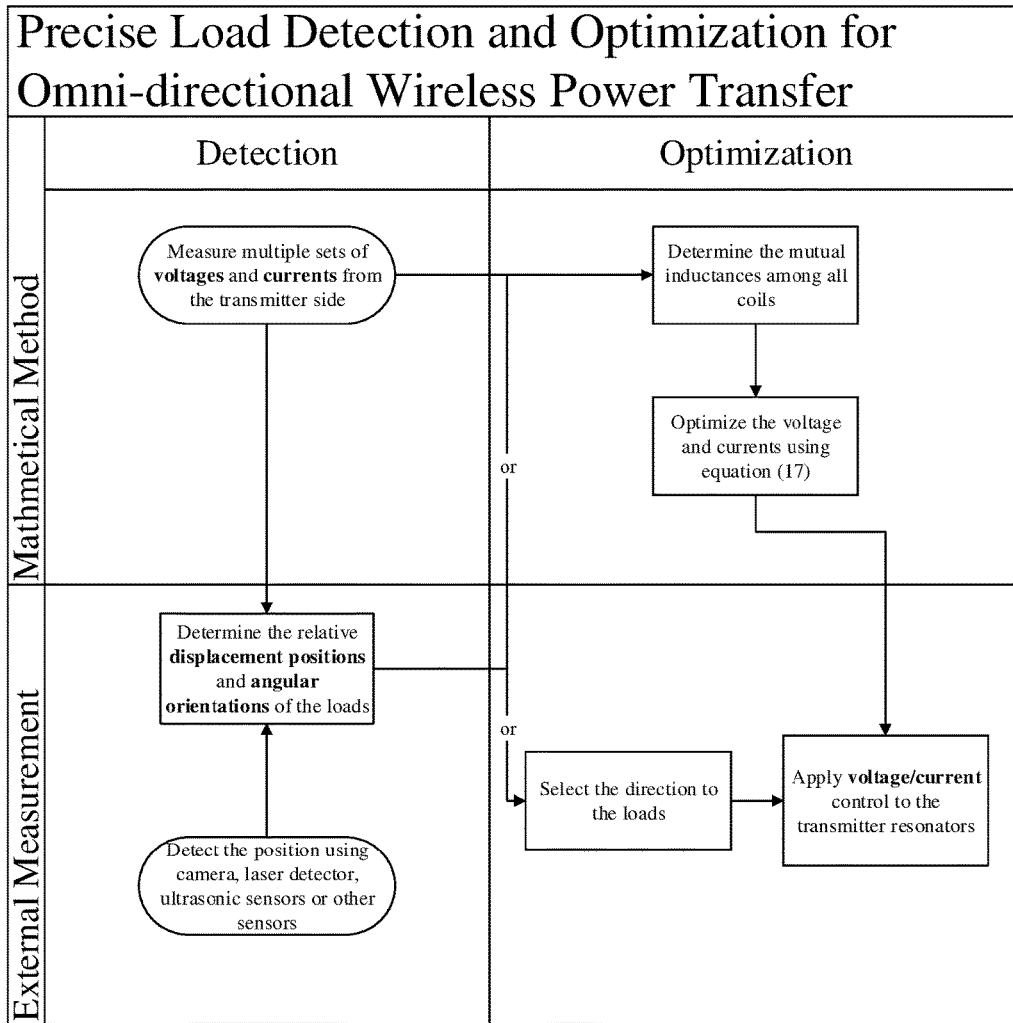 Precise Load Detection and Optimization for
Omni-directional Wireless Power Transfer
Detection
Optimization
Mathmetical Method
Measure multiple sets of
voltages and currents from
the transmitter side
Determine the mutual
inductances among all
coils
Optimize the voltage
and currents using
equation (17)
or
External Measurement
Determine the relative
displacement positions
and angular
orientations of the loads
or
Select the direction to
the loads
Apply voltage/current
control to the
transmitter resonators
Detect the position using
camera, laser detector,
ultrasonic sensors or other
sensors